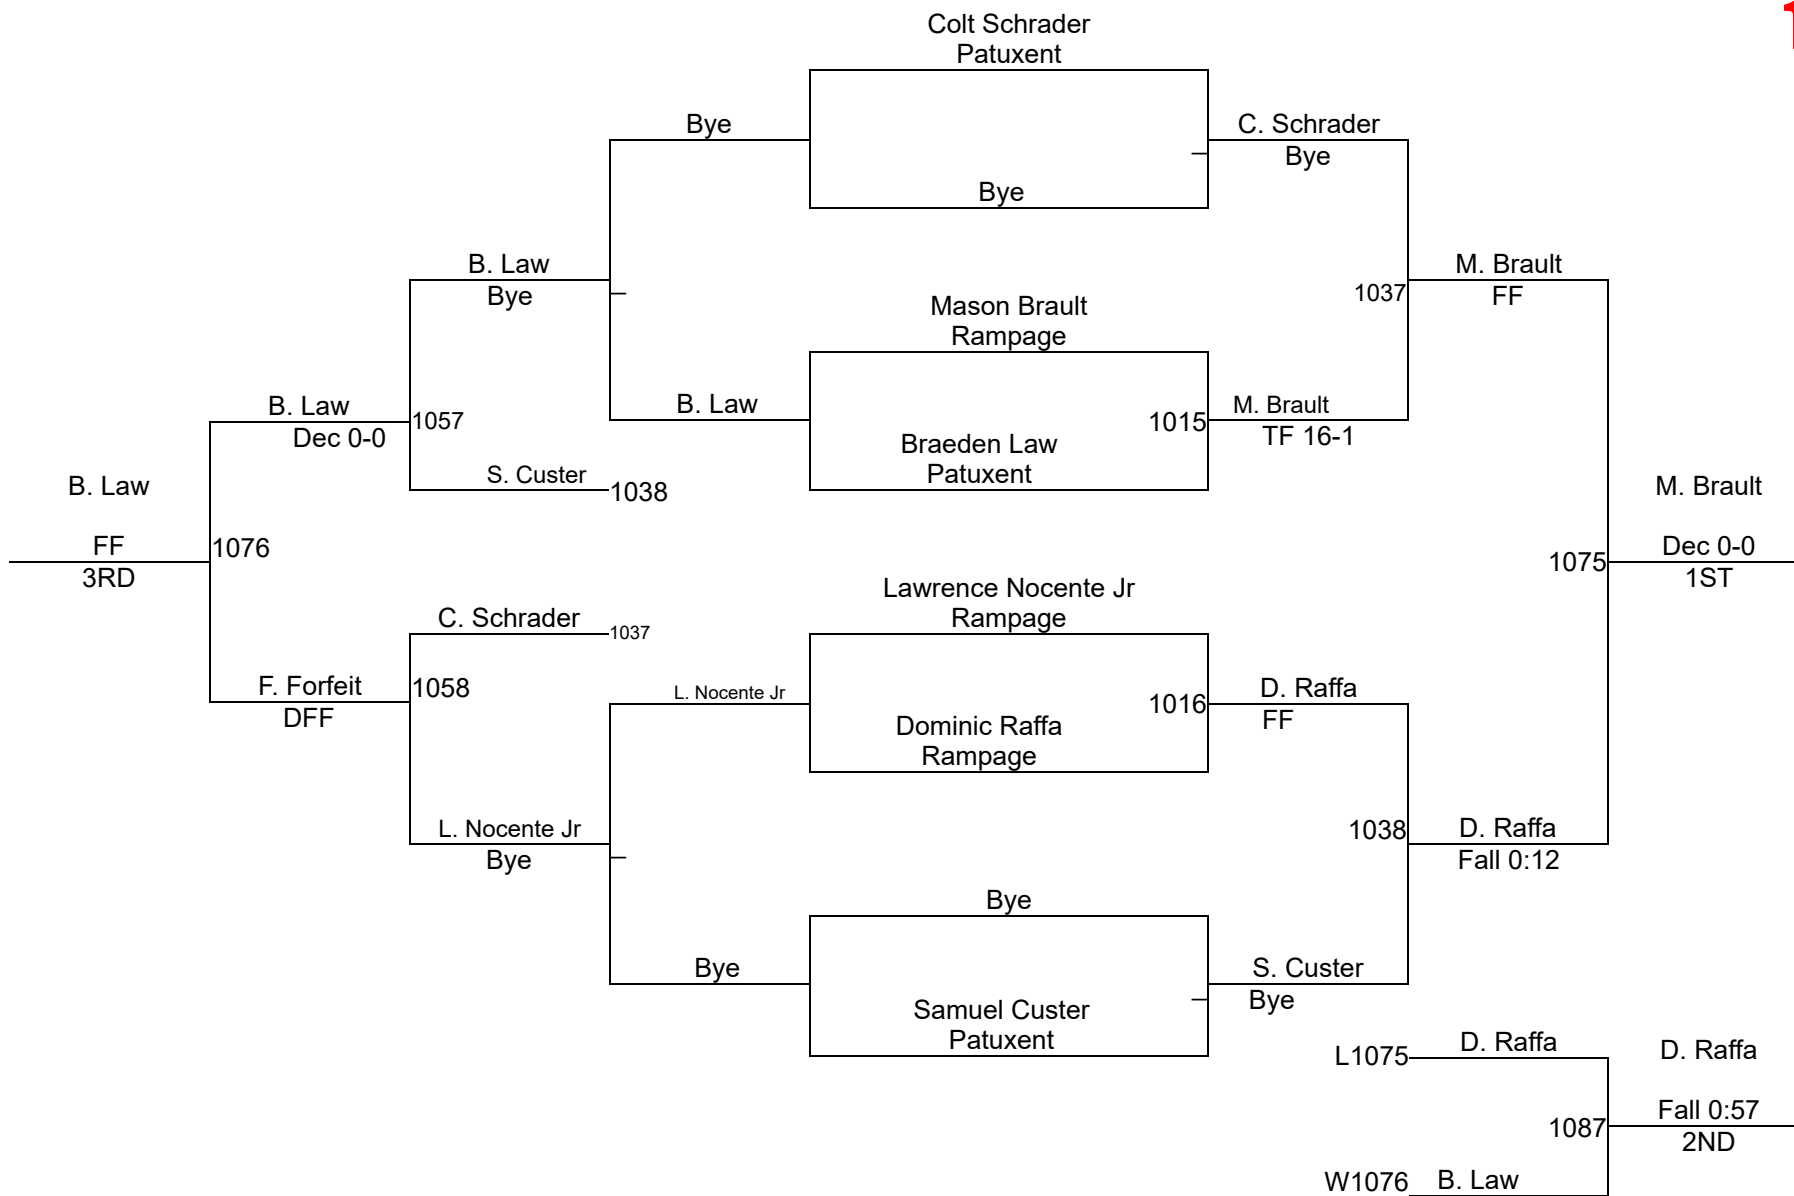 Colt Schrader
Patuxent
Bye
C. Schrader
Bye
Bye
B. Law
Bye
M. Brault
FF
1037
Mason Brault
Rampage
B. Law
M. Brault
1015
TF 16-1
Braeden Law
Patuxent
B. Law
1057
Dec 0-0
S. Custer
1038
B. Law
FF
3RD
1076
M. Brault
1075
Dec 0-0
1ST
Lawrence Nocente Jr
Rampage
C. Schrader
1037
F. Forfeit
1058
DFF
L. Nocente Jr
1016
D. Raffa
FF
Dominic Raffa
Rampage
L. Nocente Jr
Bye
1038
D. Raffa
Fall 0:12
Bye
Bye
S. Custer
Bye
Samuel Custer
Patuxent
L1075
D. Raffa
D. Raffa
1087
Fall 0:57
2ND
W1076
B. Law